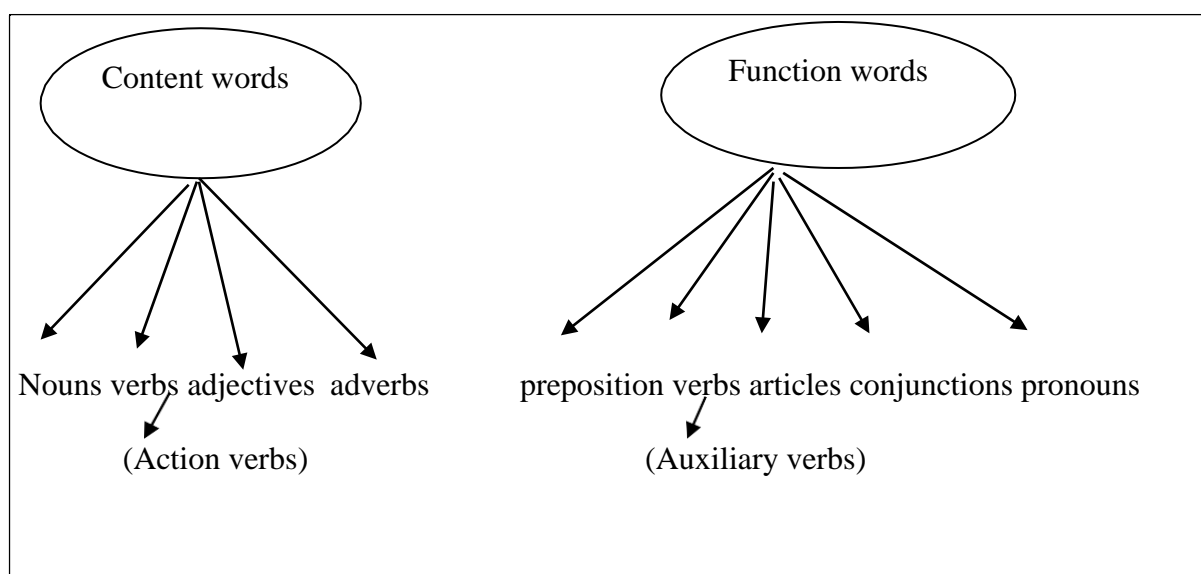 Content words
Function words
Nouns verbs adjectives adverbs
preposition verbs articles conjunctions pronouns
(Action verbs)
(Auxiliary verbs)